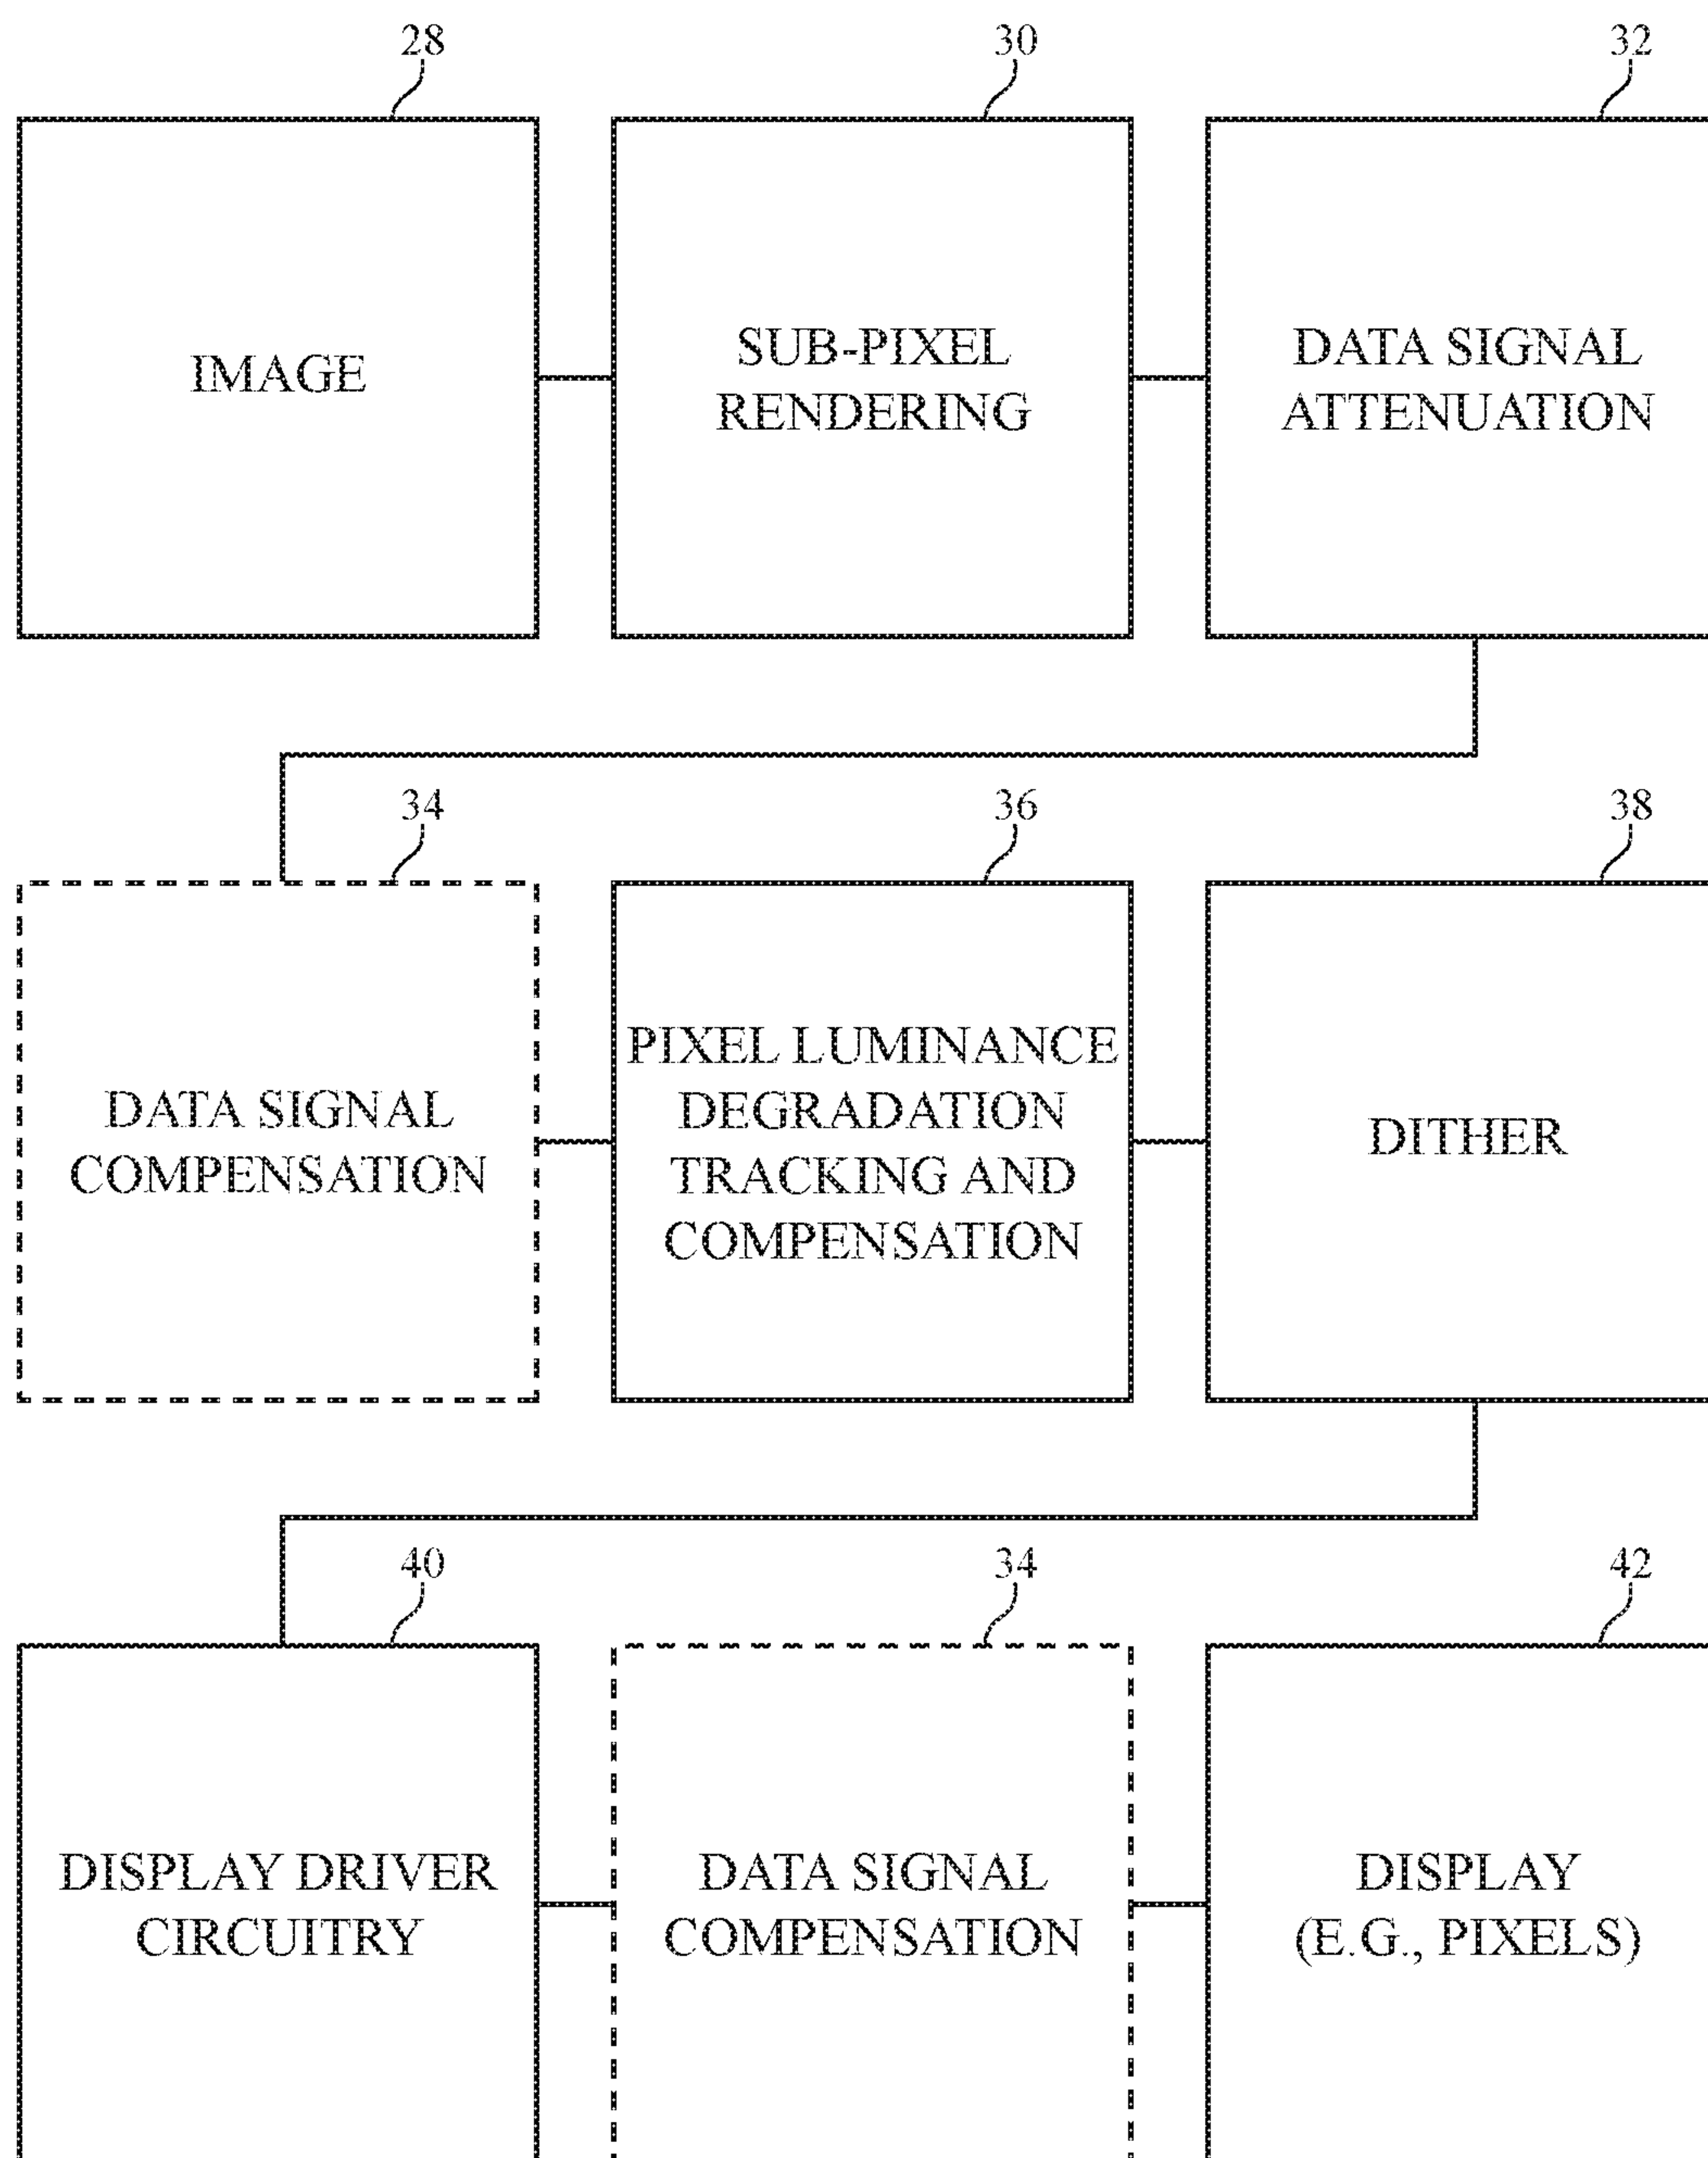 28
30
32
IMAGE
SUB-PIXEL
RENDERING
DATA SIGNAL
ATTENUATION
34
36
38
DATA SIGNAL
COMPENSATION
PIXEL LUMINANCE
DEGRADATION
TRACKING AND
COMPENSATION
DITHER
40
34
42
DISPLAY DRIVER
CIRCUITRY
DATA SIGNAL
COMPENSATION
DISPLAY
(E.G., PIXELS)